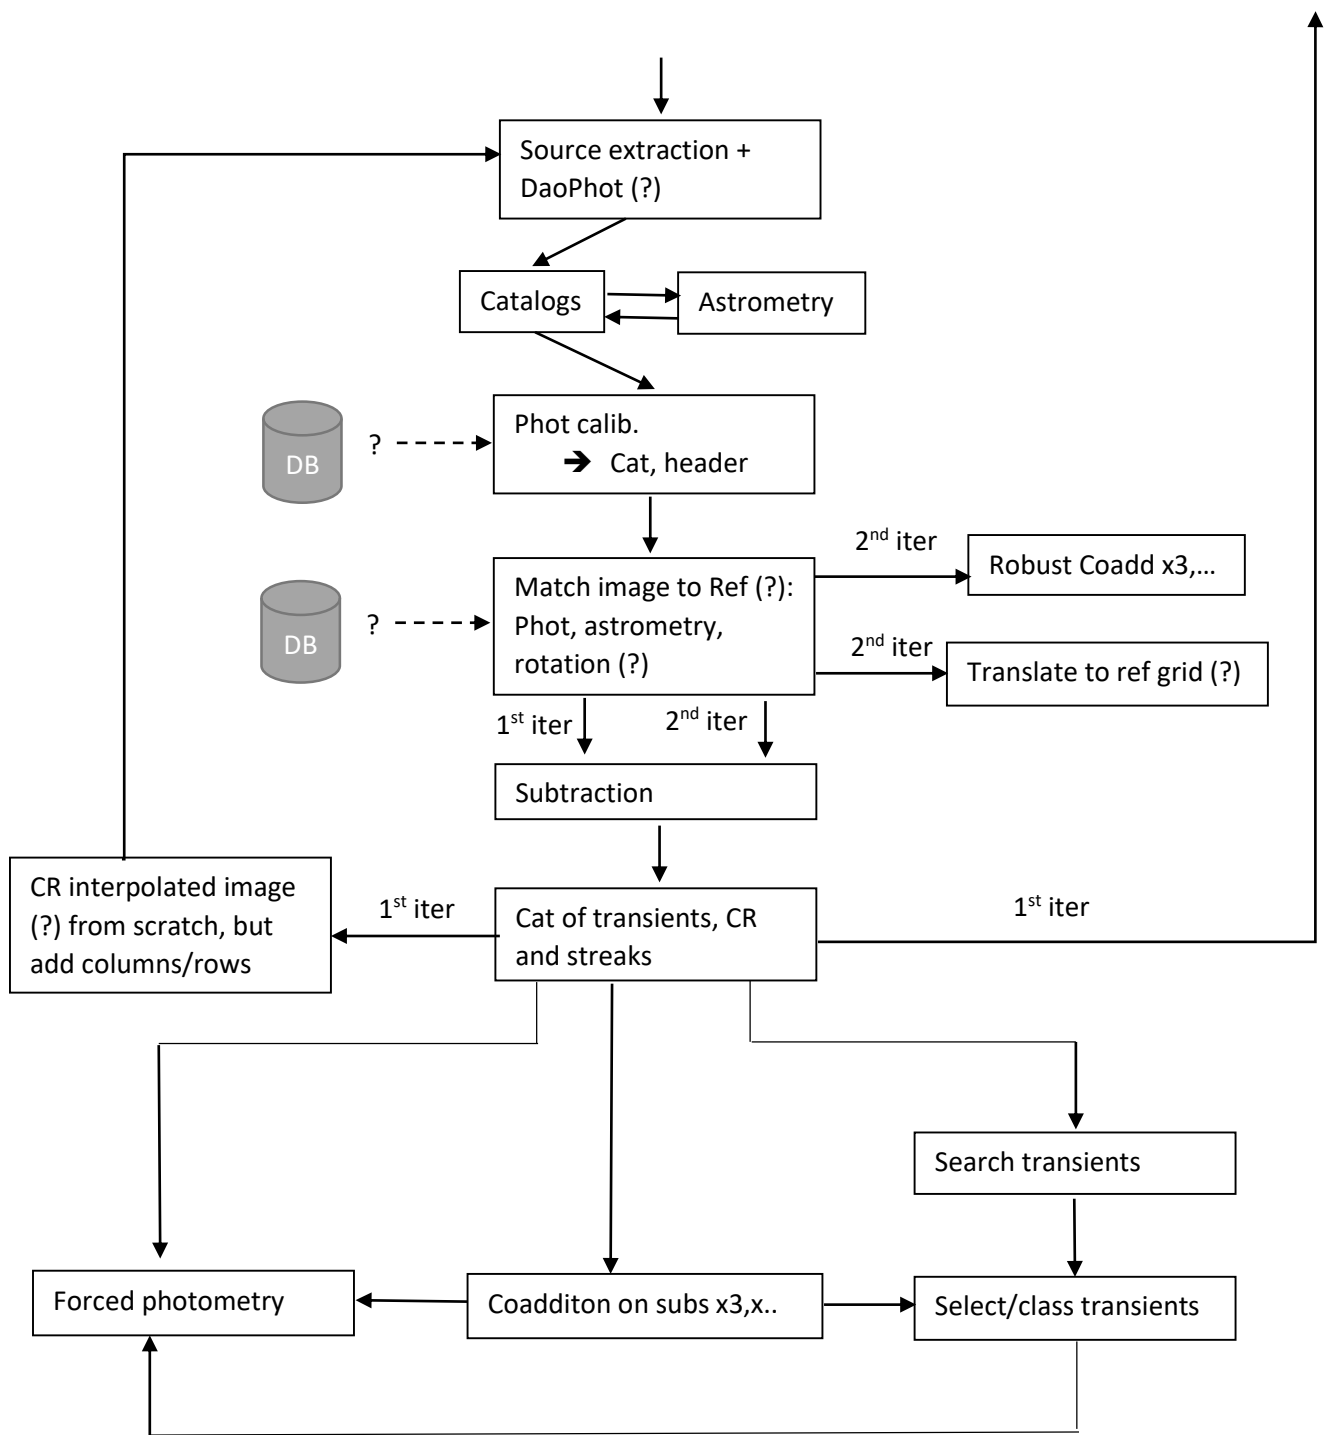 Source extraction +
DaoPhot (?)
Catalogs
Astrometry
Phot calib.
➔ Cat, header
DB
?
2nd iter
Robust Coadd x3,...
Match image to Ref (?):
Phot, astrometry,
rotation (?)
DB
?
2nd iter
Translate to ref grid (?)
1st iter
2nd iter
Subtraction
CR interpolated image
(?) from scratch, but
add columns/rows
1st iter
Cat of transients, CR
and streaks
1st iter
Search transients
Forced photometry
Coadditon on subs x3,x..
Select/class transients